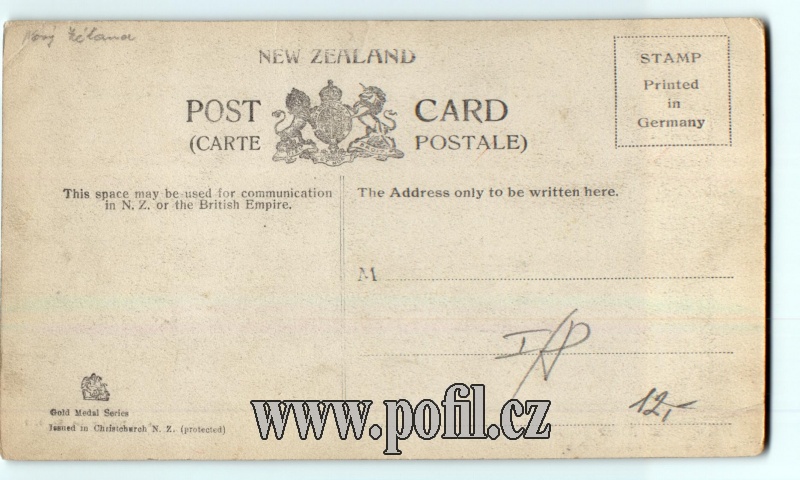 Nový Zéland
NEW ZEALAND
POST CARD
(CARTE POSTALE)
STAMP
Printed
in
Germany
This space may be used for communication
in N. Z. or the British Empire.
The Address only to be written here.
M
12,-
Gold Medal Series
Issued in Christchurch N. Z. (protected)
www.pofil.cz